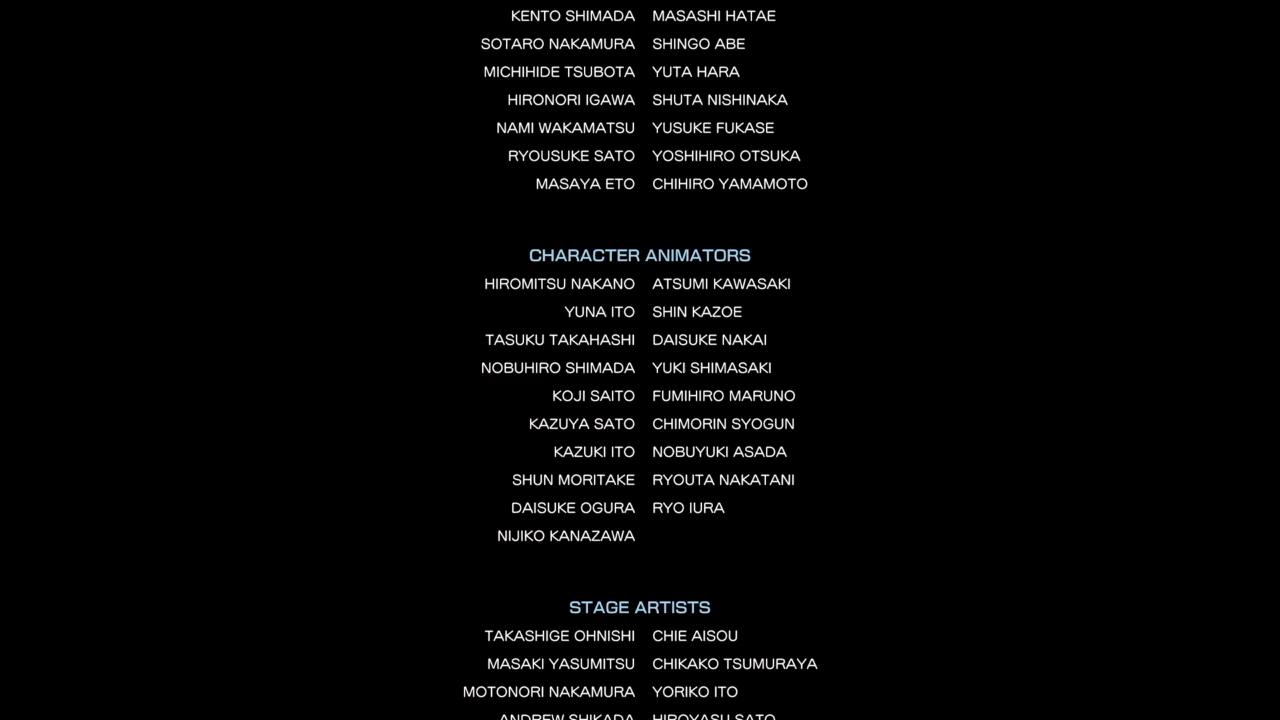 KENTO SHIMADA MASASHI HATAE
SOTARO NAKAMURA SHINGO ABE
MICHIHIDE TSUBOTA YUTA HARA
HIRONORI IGAWA SHUTA NISHINAKA
NAMI WAKAMATSU YUSUKE FUKASE
RYOUSUKE SATO YOSHIHIRO OTSUKA
MASAYA ETO CHIHIRO YAMAMOTO
CHARACTER ANIMATORS
HIROMITSU NAKANO ATSUMI KAWASAKI
YUNA ITO SHIN KAZOE
TASUKU TAKAHASHI DAISUKE NAKAI
NOBUHIRO SHIMADA YUKI SHIMASAKI
KOJI SAITO FUMIHIRO MARUNO
KAZUYA SATO CHIMORIN SYOGUN
KAZUKI ITO NOBUYUKI ASADA
SHUN MORITAKE RYOUTA NAKATANI
DAISUKE OGURA RYO IURA
NIJIKO KANAZAWA
STAGE ARTISTS
TAKASHIGE OHNISHI CHIE AISOU
MASAKI YASUMITSU CHIKAKO TSUMURAYA
MOTONORI NAKAMURA YORIKO ITO
ANDREW SHIKADA HIROYASU SATO